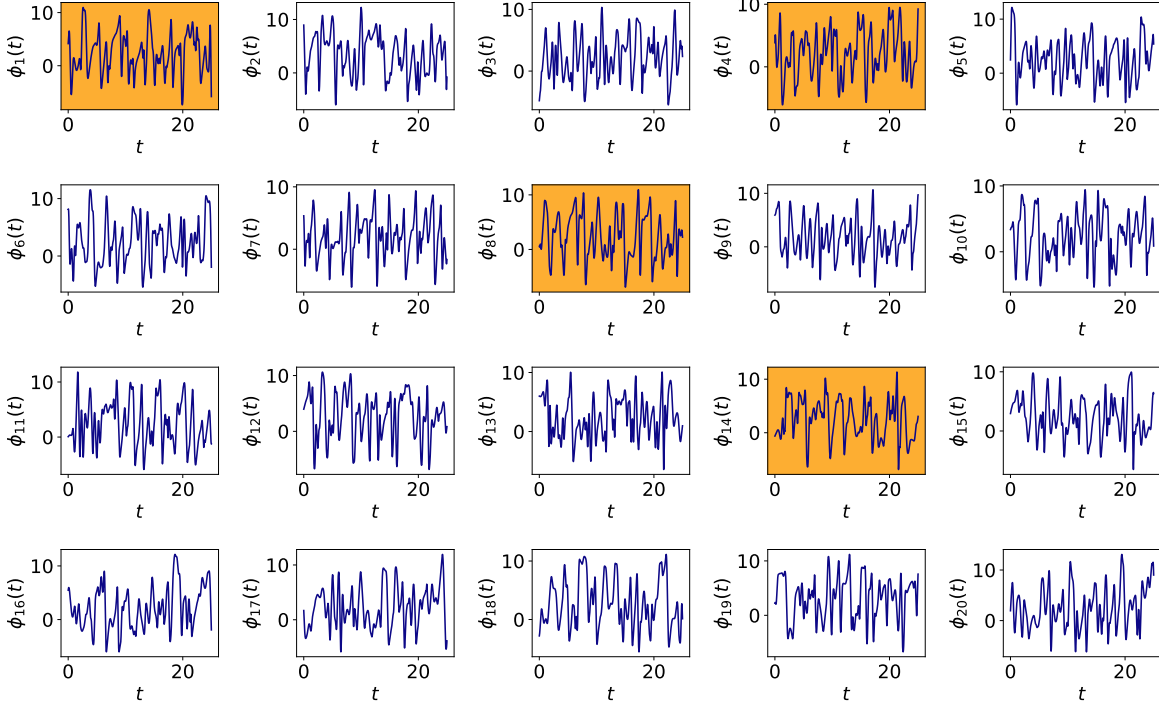 ϕ₁(t) 10 0 0 20 t
ϕ₂(t) 10 0 0 20 t
ϕ₃(t) 10 0 0 20 t
ϕ₄(t) 10 0 0 20 t
ϕ₅(t) 10 0 0 20 t
ϕ₆(t) 10 0 0 20 t
ϕ₇(t) 10 0 0 20 t
ϕ₈(t) 10 0 0 20 t
ϕ₉(t) 10 0 0 20 t
ϕ₁₀(t) 10 0 0 20 t
ϕ₁₁(t) 10 0 0 20 t
ϕ₁₂(t) 10 0 0 20 t
ϕ₁₃(t) 10 0 0 20 t
ϕ₁₄(t) 10 0 0 20 t
ϕ₁₅(t) 10 0 0 20 t
ϕ₁₆(t) 10 0 0 20 t
ϕ₁₇(t) 10 0 0 20 t
ϕ₁₈(t) 10 0 0 20 t
ϕ₁₉(t) 10 0 0 20 t
ϕ₂₀(t) 10 0 0 20 t